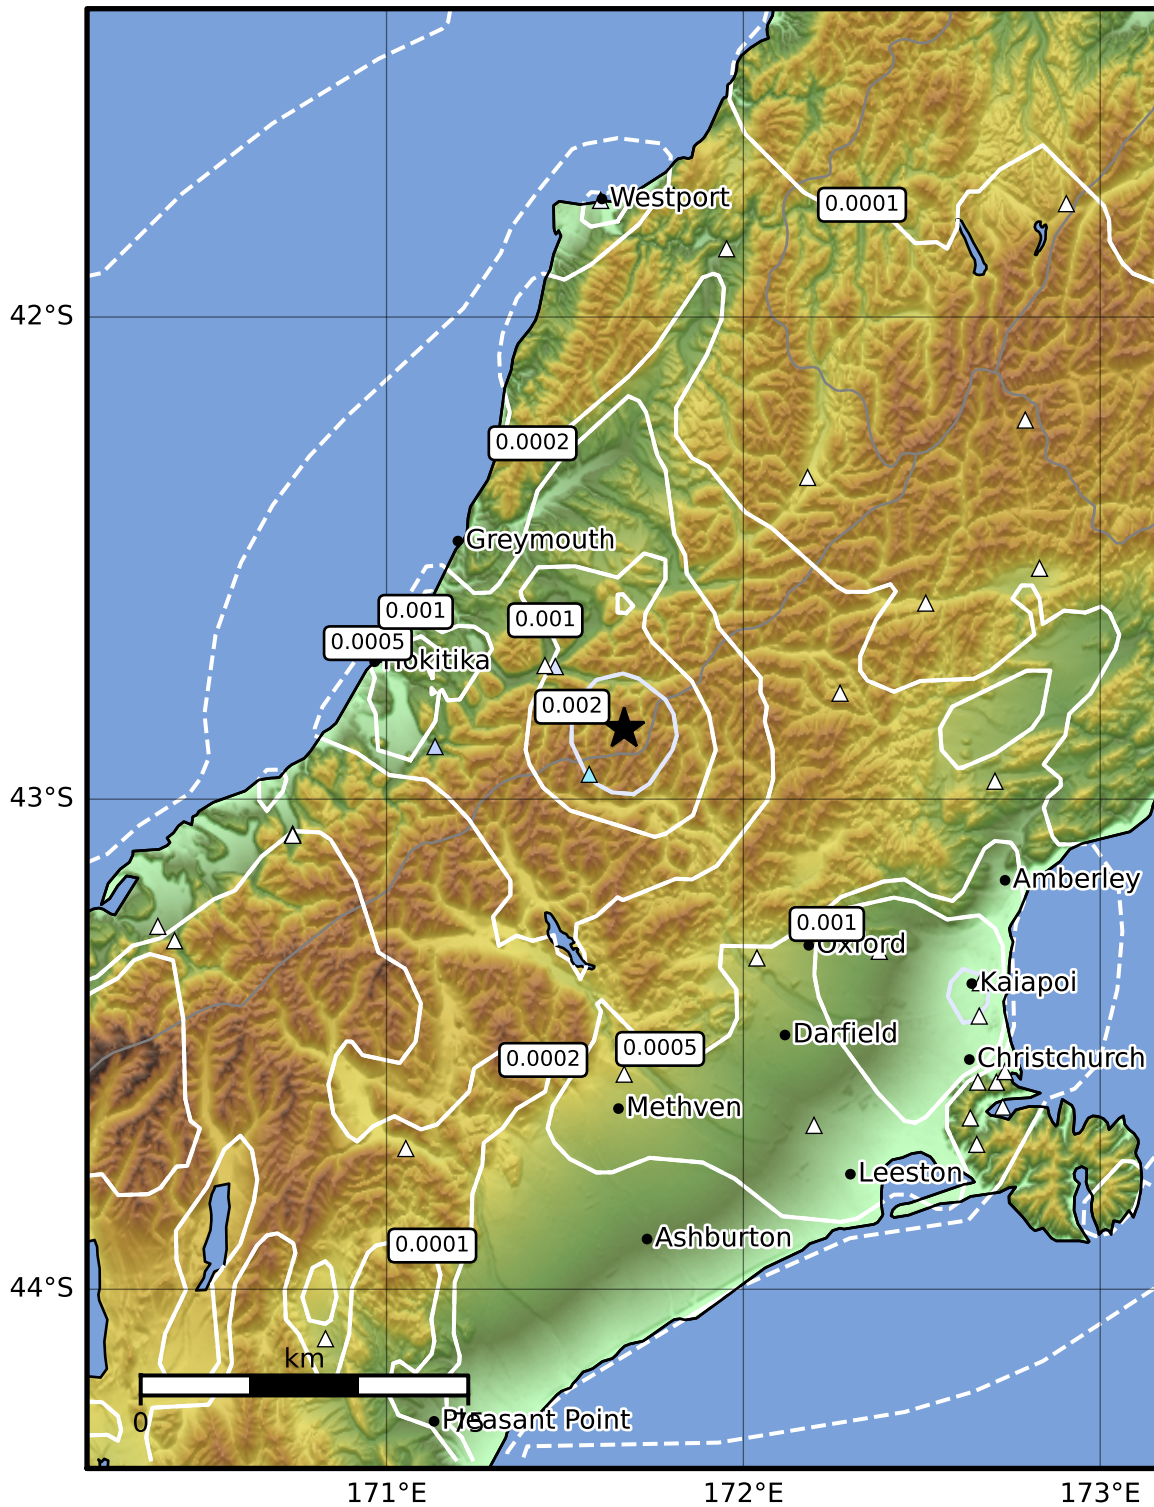 Westport
0.0001
42°S
0.0002
Greymouth
0.001
0.001
0.0005
Hokitika
0.002
43°S
Amberley
0.001
Oxford
Kaiapoi
Darfield
0.0005
0.0002
Christchurch
Methven
Leeston
Ashburton
0.0001
44°S
km
0
75
Pleasant Point
171°E
172°E
173°E